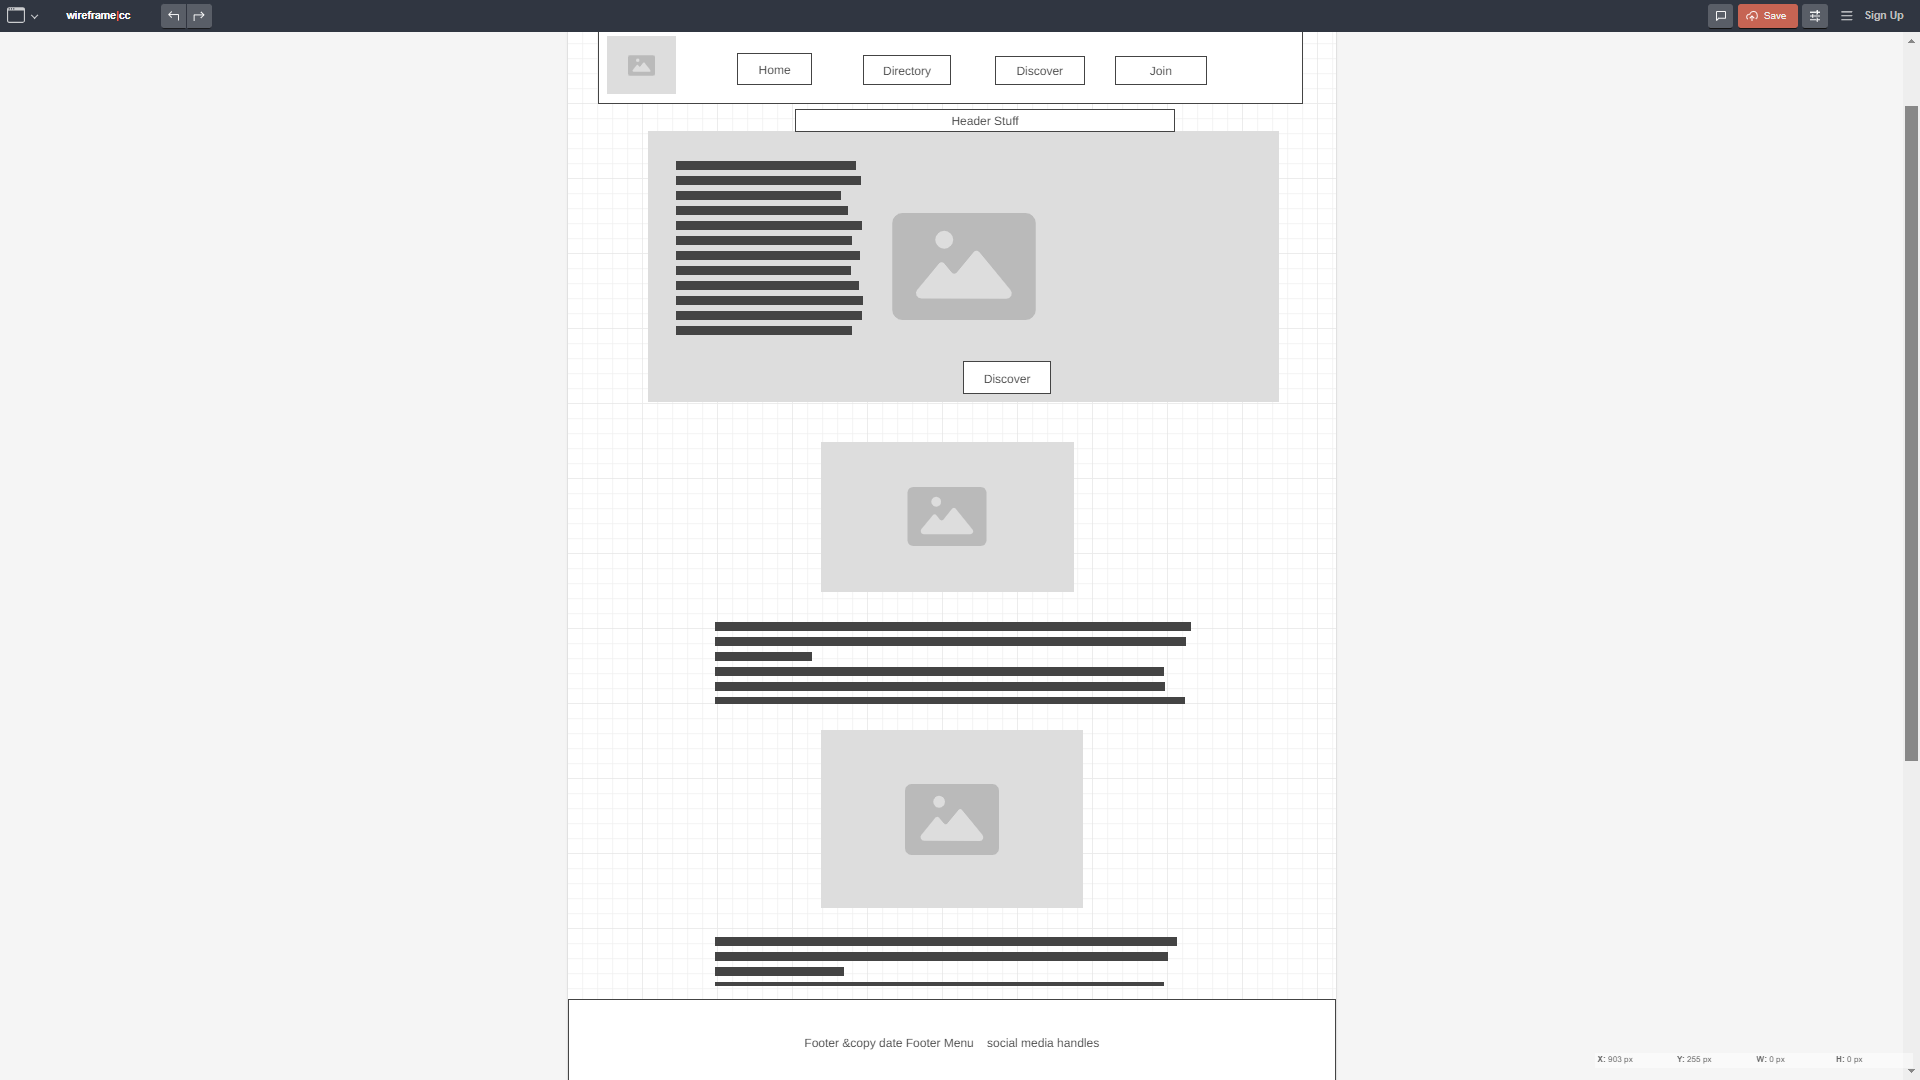 wireframe|cc
Save
Sign Up
Home
Directory
Discover
Join
Header Stuff
Discover
Footer &copy date Footer Menu social media handles
X: 903 px Y: 255 px W: 0 px H: 0 px